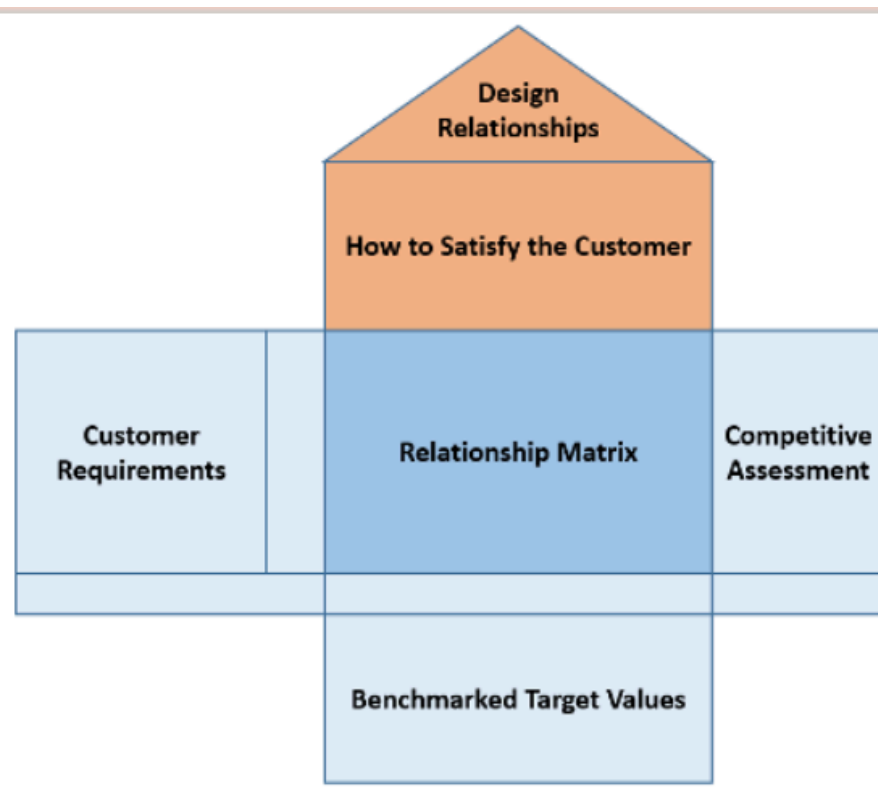 Design
Relationships
How to Satisfy the Customer
Customer
Requirements
Relationship Matrix
Competitive
Assessment
Benchmarked Target Values